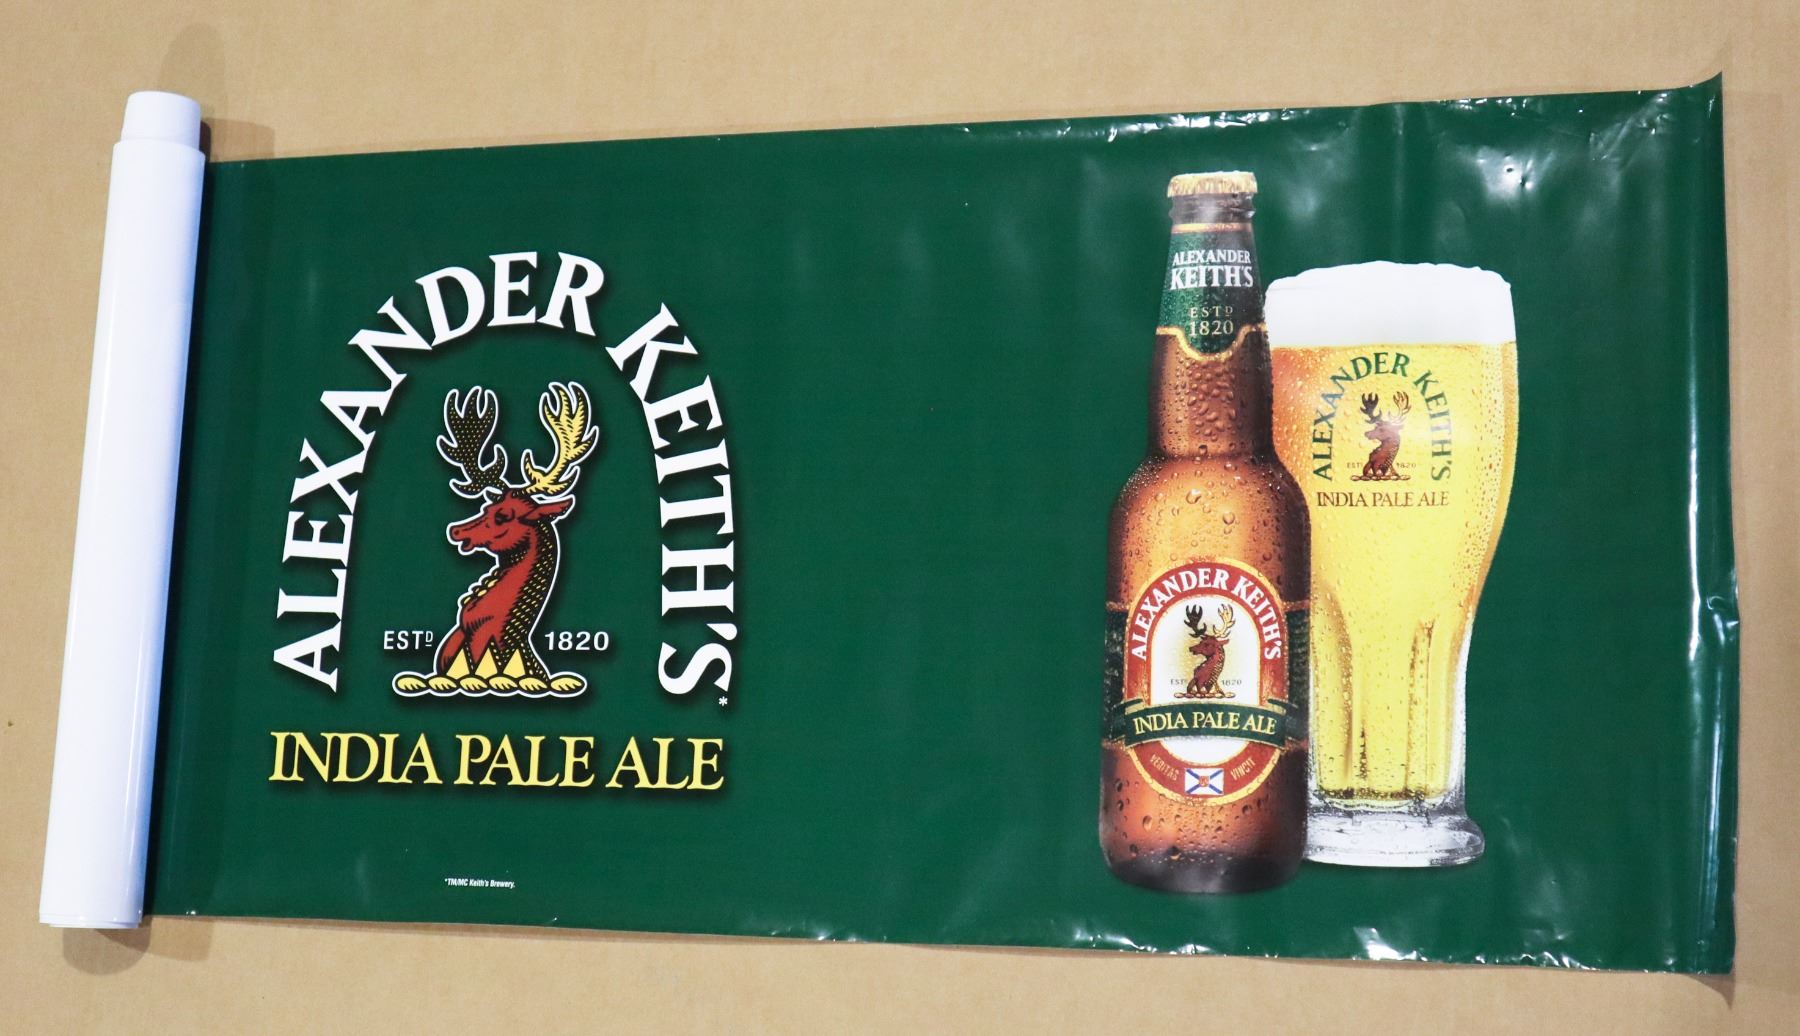 ALEXANDER KEITH'S*
ESTD 1820
INDIA PALE ALE
*TM/MC Keith's Brewery.
ALEXANDER
KEITH'S
ESTD
1820
ALEXANDER KEITH'S
ESTD 1820
INDIA PALE ALE
VERITAS VINCIT
ALEXANDER KEITH'S
ESTD 1820
INDIA PALE ALE